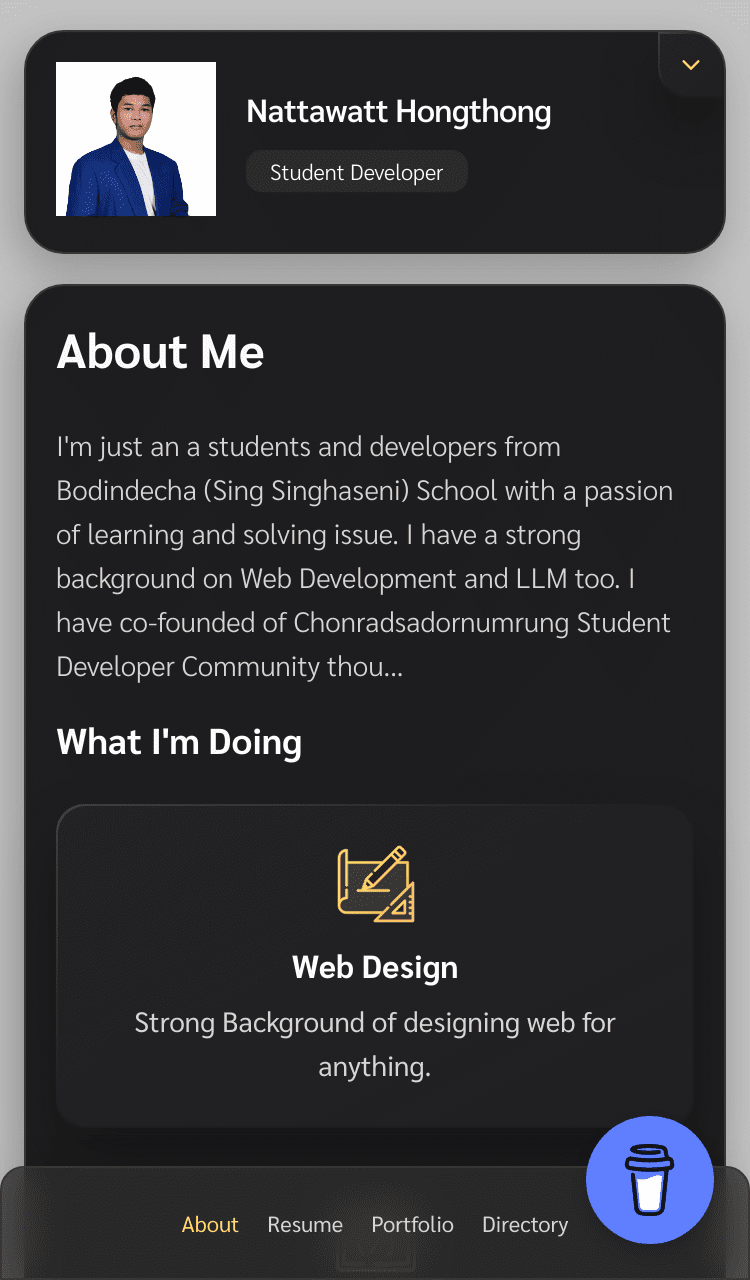 Nattawatt Hongthong
Student Developer
About Me
I'm just an a students and developers from
Bodindecha (Sing Singhaseni) School with a passion
of learning and solving issue. I have a strong
background on Web Development and LLM too. I
have co-founded of Chonradsadornumrung Student
Developer Community thou...
What I'm Doing
Web Design
Strong Background of designing web for
anything.
About Resume Portfolio Directory